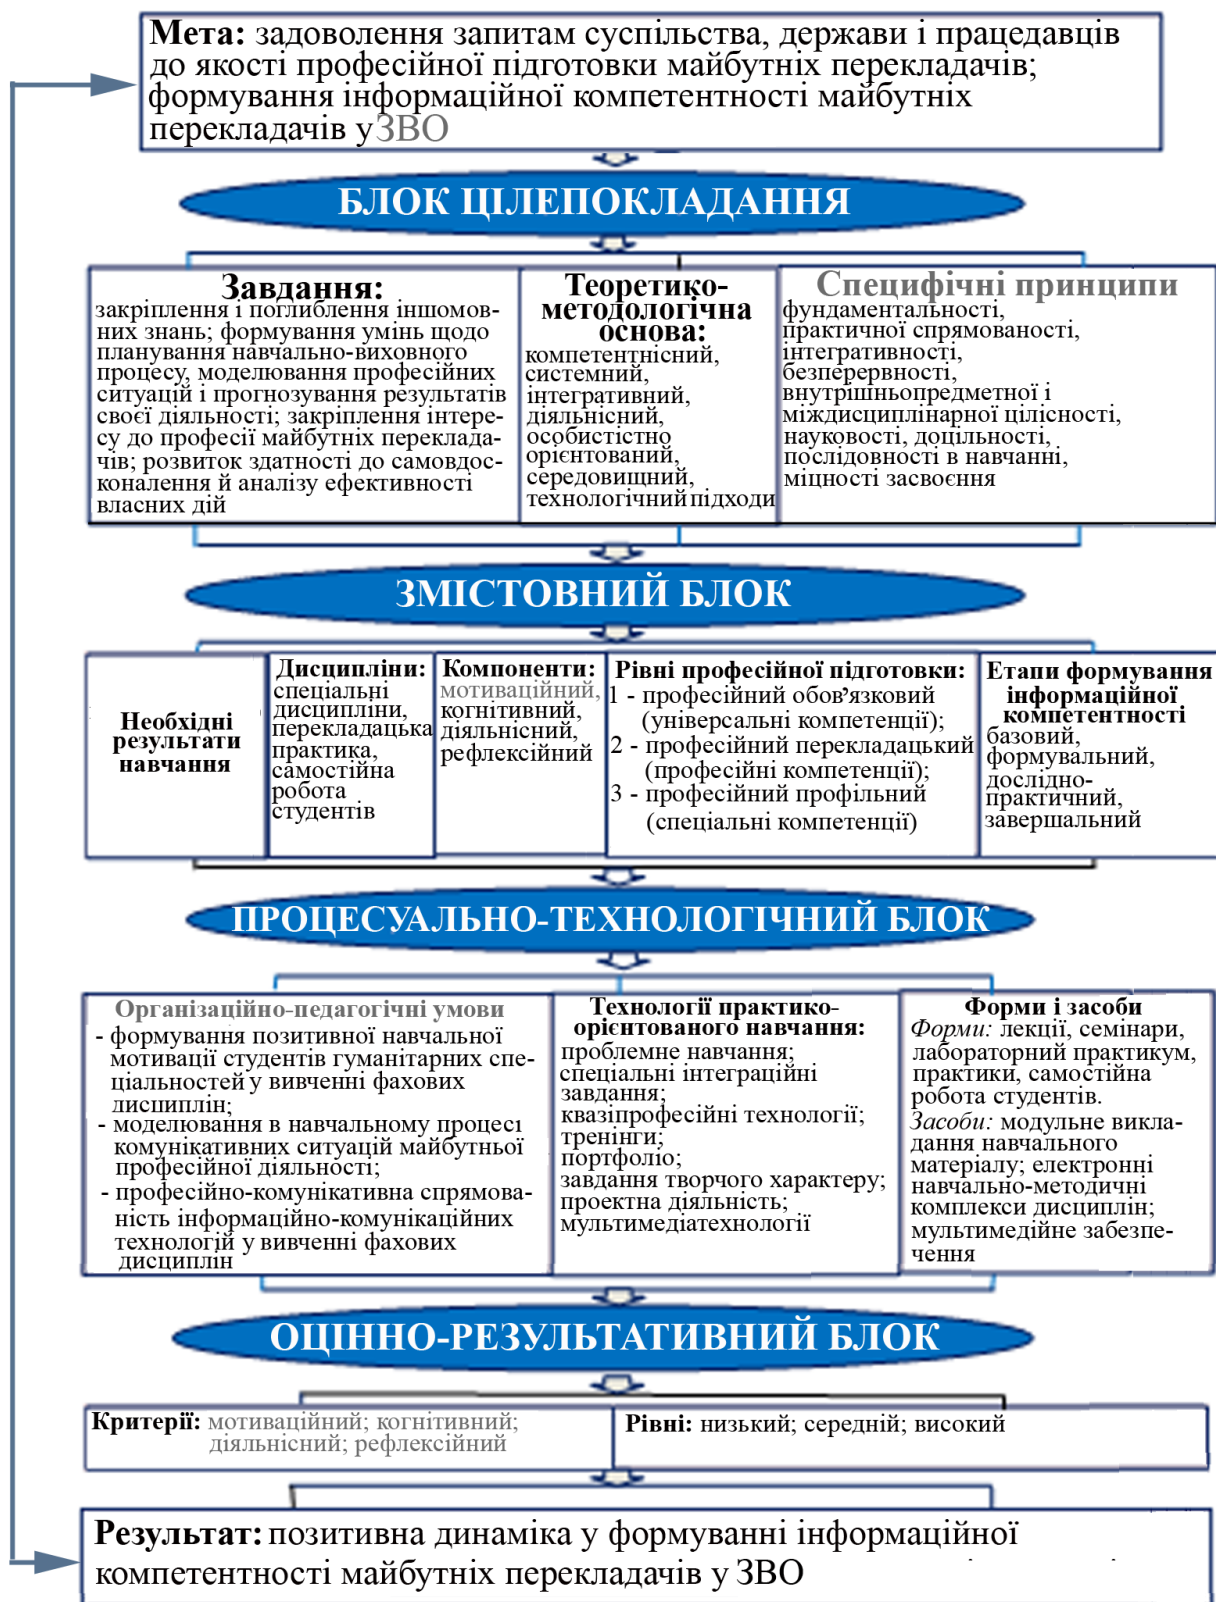 Мета: задоволення запитам суспільства, держави і працедавців
до якості професійної підготовки майбутніх перекладачів;
формування інформаційної компетентності майбутніх
перекладачів у ЗВО
БЛОК ЦІЛЕПОКЛАДАННЯ
Завдання:
закріплення і поглиблення іншомов-
них знань; формування умінь щодо
планування навчально-виховного
процесу, моделювання професійних
ситуацій і прогнозування результатів
своєї діяльності; закріплення інтере-
су до професії майбутніх переклада-
чів; розвиток здатності до самовдос-
коналення й аналізу ефективності
власних дій
Теоретико-
методологічна
основа:
компетентнісний,
системний,
інтегративний,
діяльнісний,
особистістно
орієнтований,
середовищний,
технологічний підходи
Специфічні принципи
фундаментальності,
практичної спрямованості,
інтегративності,
безперервності,
внутрішньопредметної і
міждисциплінарної цілісності,
науковості, доцільності,
послідовності в навчанні,
міцності засвоєння
ЗМІСТОВНИЙ БЛОК
Необхідні
результати
навчання
Дисципліни:
спеціальні
дисципліни,
перекладацька
практика,
самостійна
робота
студентів
Компоненти:
мотиваційний,
когнітивний,
діяльнісний,
рефлексійний
Рівні професійної підготовки:
1 - професійний обов’язковий
(універсальні компетенції);
2 - професійний перекладацький
(професійні компетенції);
3 - професійний профільний
(спеціальні компетенції)
Етапи формування
інформаційної
компетентності
базовий,
формувальний,
дослідно-
практичний,
завершальний
ПРОЦЕСУАЛЬНО-ТЕХНОЛОГІЧНИЙ БЛОК
Організаційно-педагогічні умови
- формування позитивної навчальної
мотивації студентів гуманітарних спе-
ціальностей у вивченні фахових
дисциплін;
- моделювання в навчальному процесі
комунікативних ситуацій майбутньої
професійної діяльності;
- професійно-комунікативна спрямова-
ність інформаційно-комунікаційних
технологій у вивченні фахових
дисциплін
Технології практико-
орієнтованого навчання:
проблемне навчання;
спеціальні інтеграційні
завдання;
квазіпрофесійні технології;
тренінги;
портфоліо;
завдання творчого характеру;
проектна діяльність;
мультимедіатехнології
Форми і засоби
Форми: лекції, семінари,
лабораторний практикум,
практики, самостійна
робота студентів.
Засоби: модульне викла-
дання навчального
матеріалу; електронні
навчально-методичні
комплекси дисциплін;
мультимедійне забезпе-
чення
ОЦІННО-РЕЗУЛЬТАТИВНИЙ БЛОК
Критерії: мотиваційний; когнітивний;
діяльнісний; рефлексійний
Рівні: низький; середній; високий
Результат: позитивна динаміка у формуванні інформаційної
компетентності майбутніх перекладачів у ЗВО